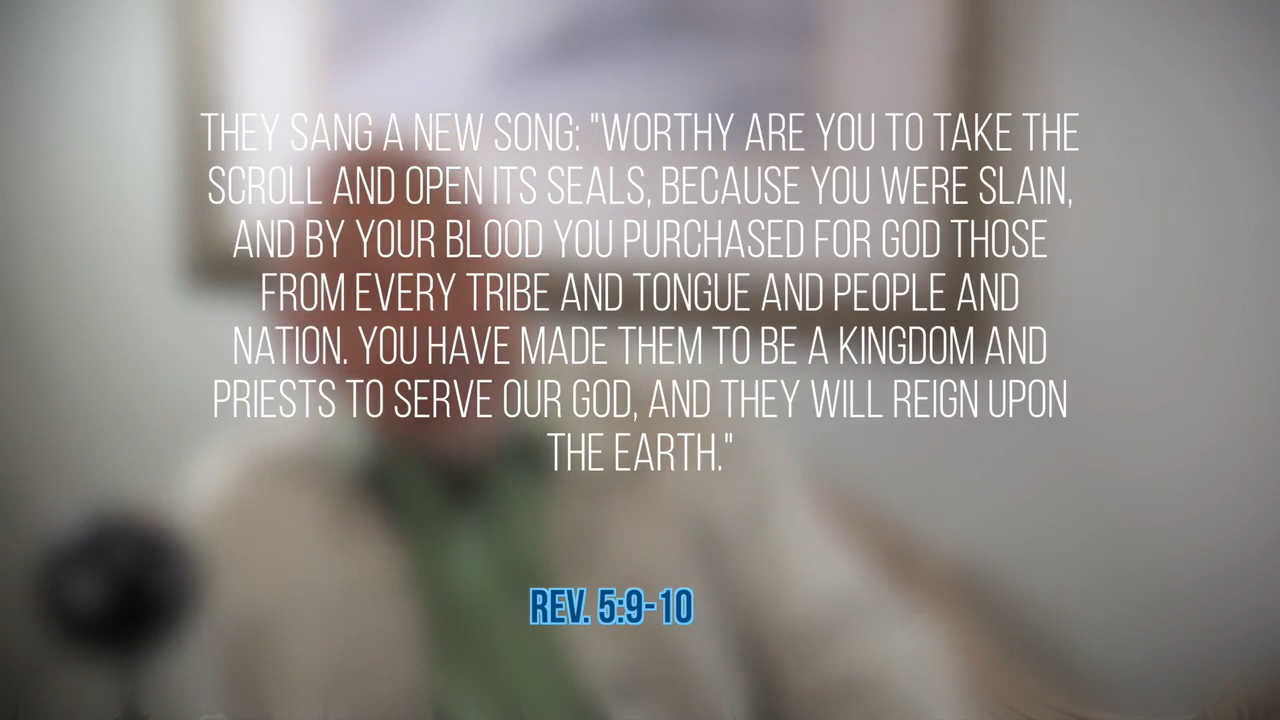 THEY SANG A NEW SONG: "WORTHY ARE YOU TO TAKE THE
SCROLL AND OPEN ITS SEALS, BECAUSE YOU WERE SLAIN,
AND BY YOUR BLOOD YOU PURCHASED FOR GOD THOSE
FROM EVERY TRIBE AND TONGUE AND PEOPLE AND
NATION. YOU HAVE MADE THEM TO BE A KINGDOM AND
PRIESTS TO SERVE OUR GOD, AND THEY WILL REIGN UPON
THE EARTH."
REV. 5:9-10